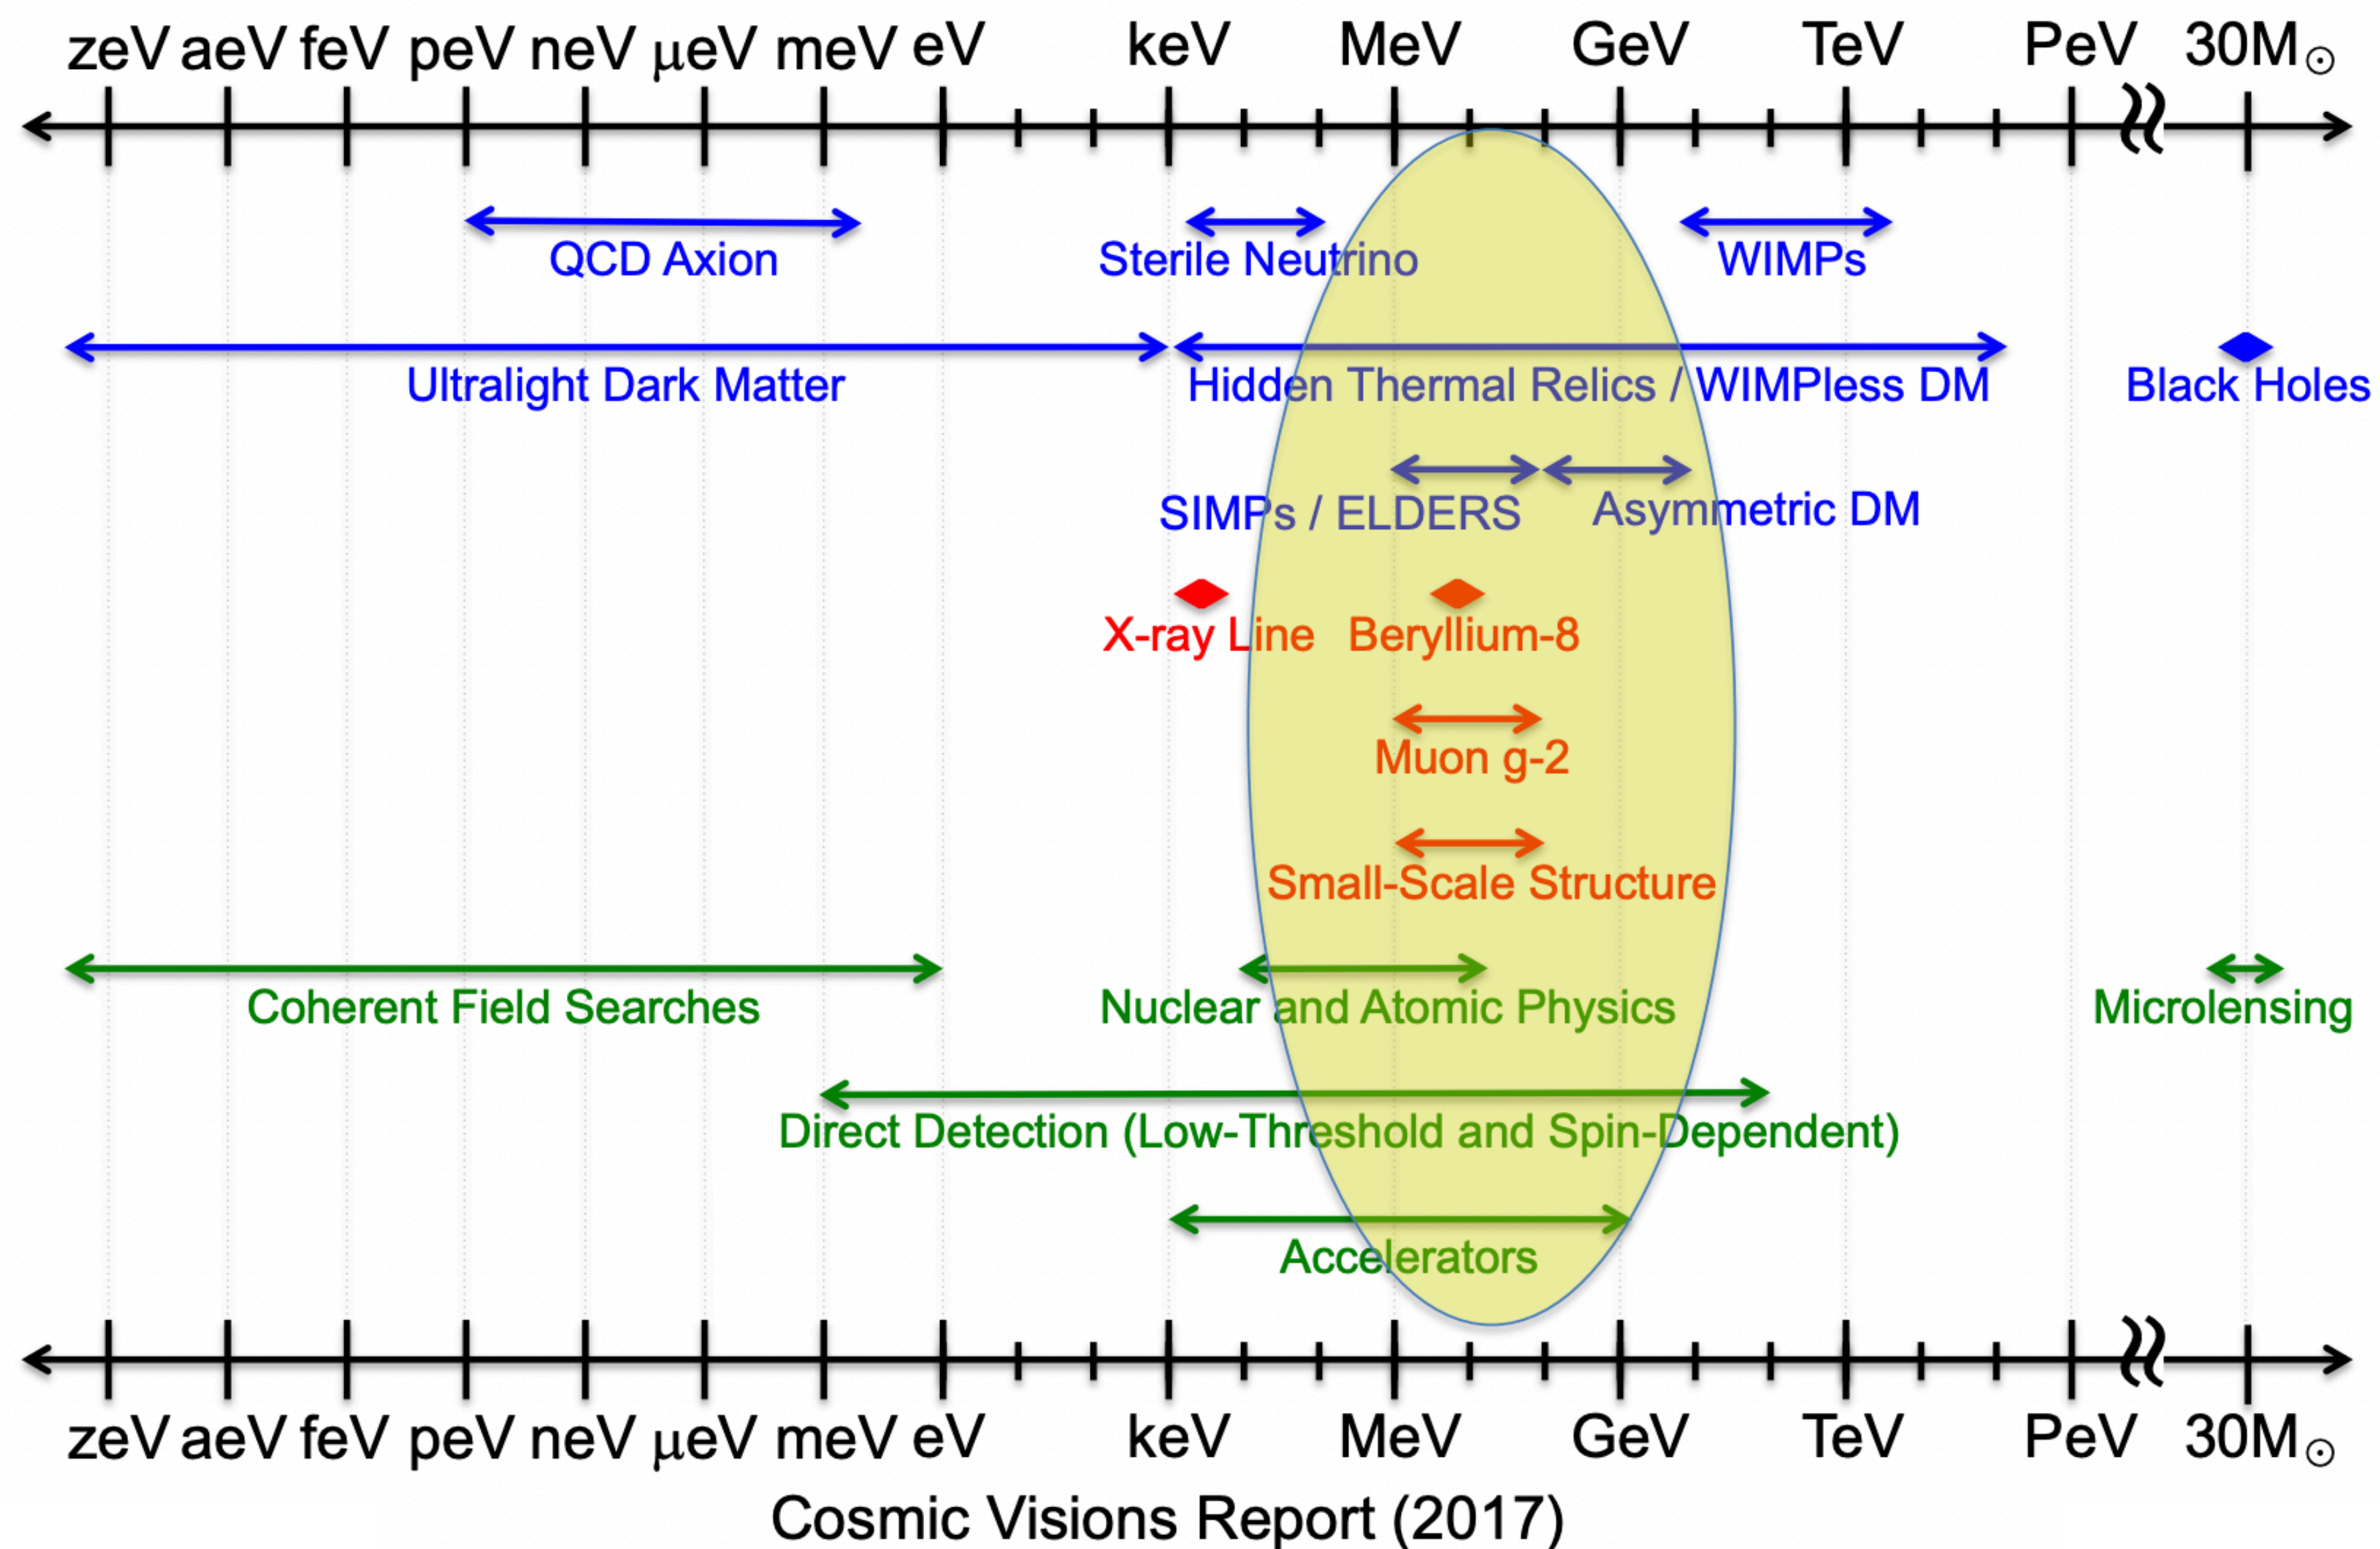 zeV aeV feV peV neV μeV meV eV keV MeV GeV TeV PeV 30M☉
QCD Axion Sterile Neutrino WIMPs
Ultralight Dark Matter Hidden Thermal Relics / WIMPless DM Black Holes
SIMPs / ELDERS Asymmetric DM
X-ray Line Beryllium-8
Muon g-2
Small-Scale Structure
Coherent Field Searches Nuclear and Atomic Physics Microlensing
Direct Detection (Low-Threshold and Spin-Dependent)
Accelerators
zeV aeV feV peV neV μeV meV eV keV MeV GeV TeV PeV 30M☉
Cosmic Visions Report (2017)